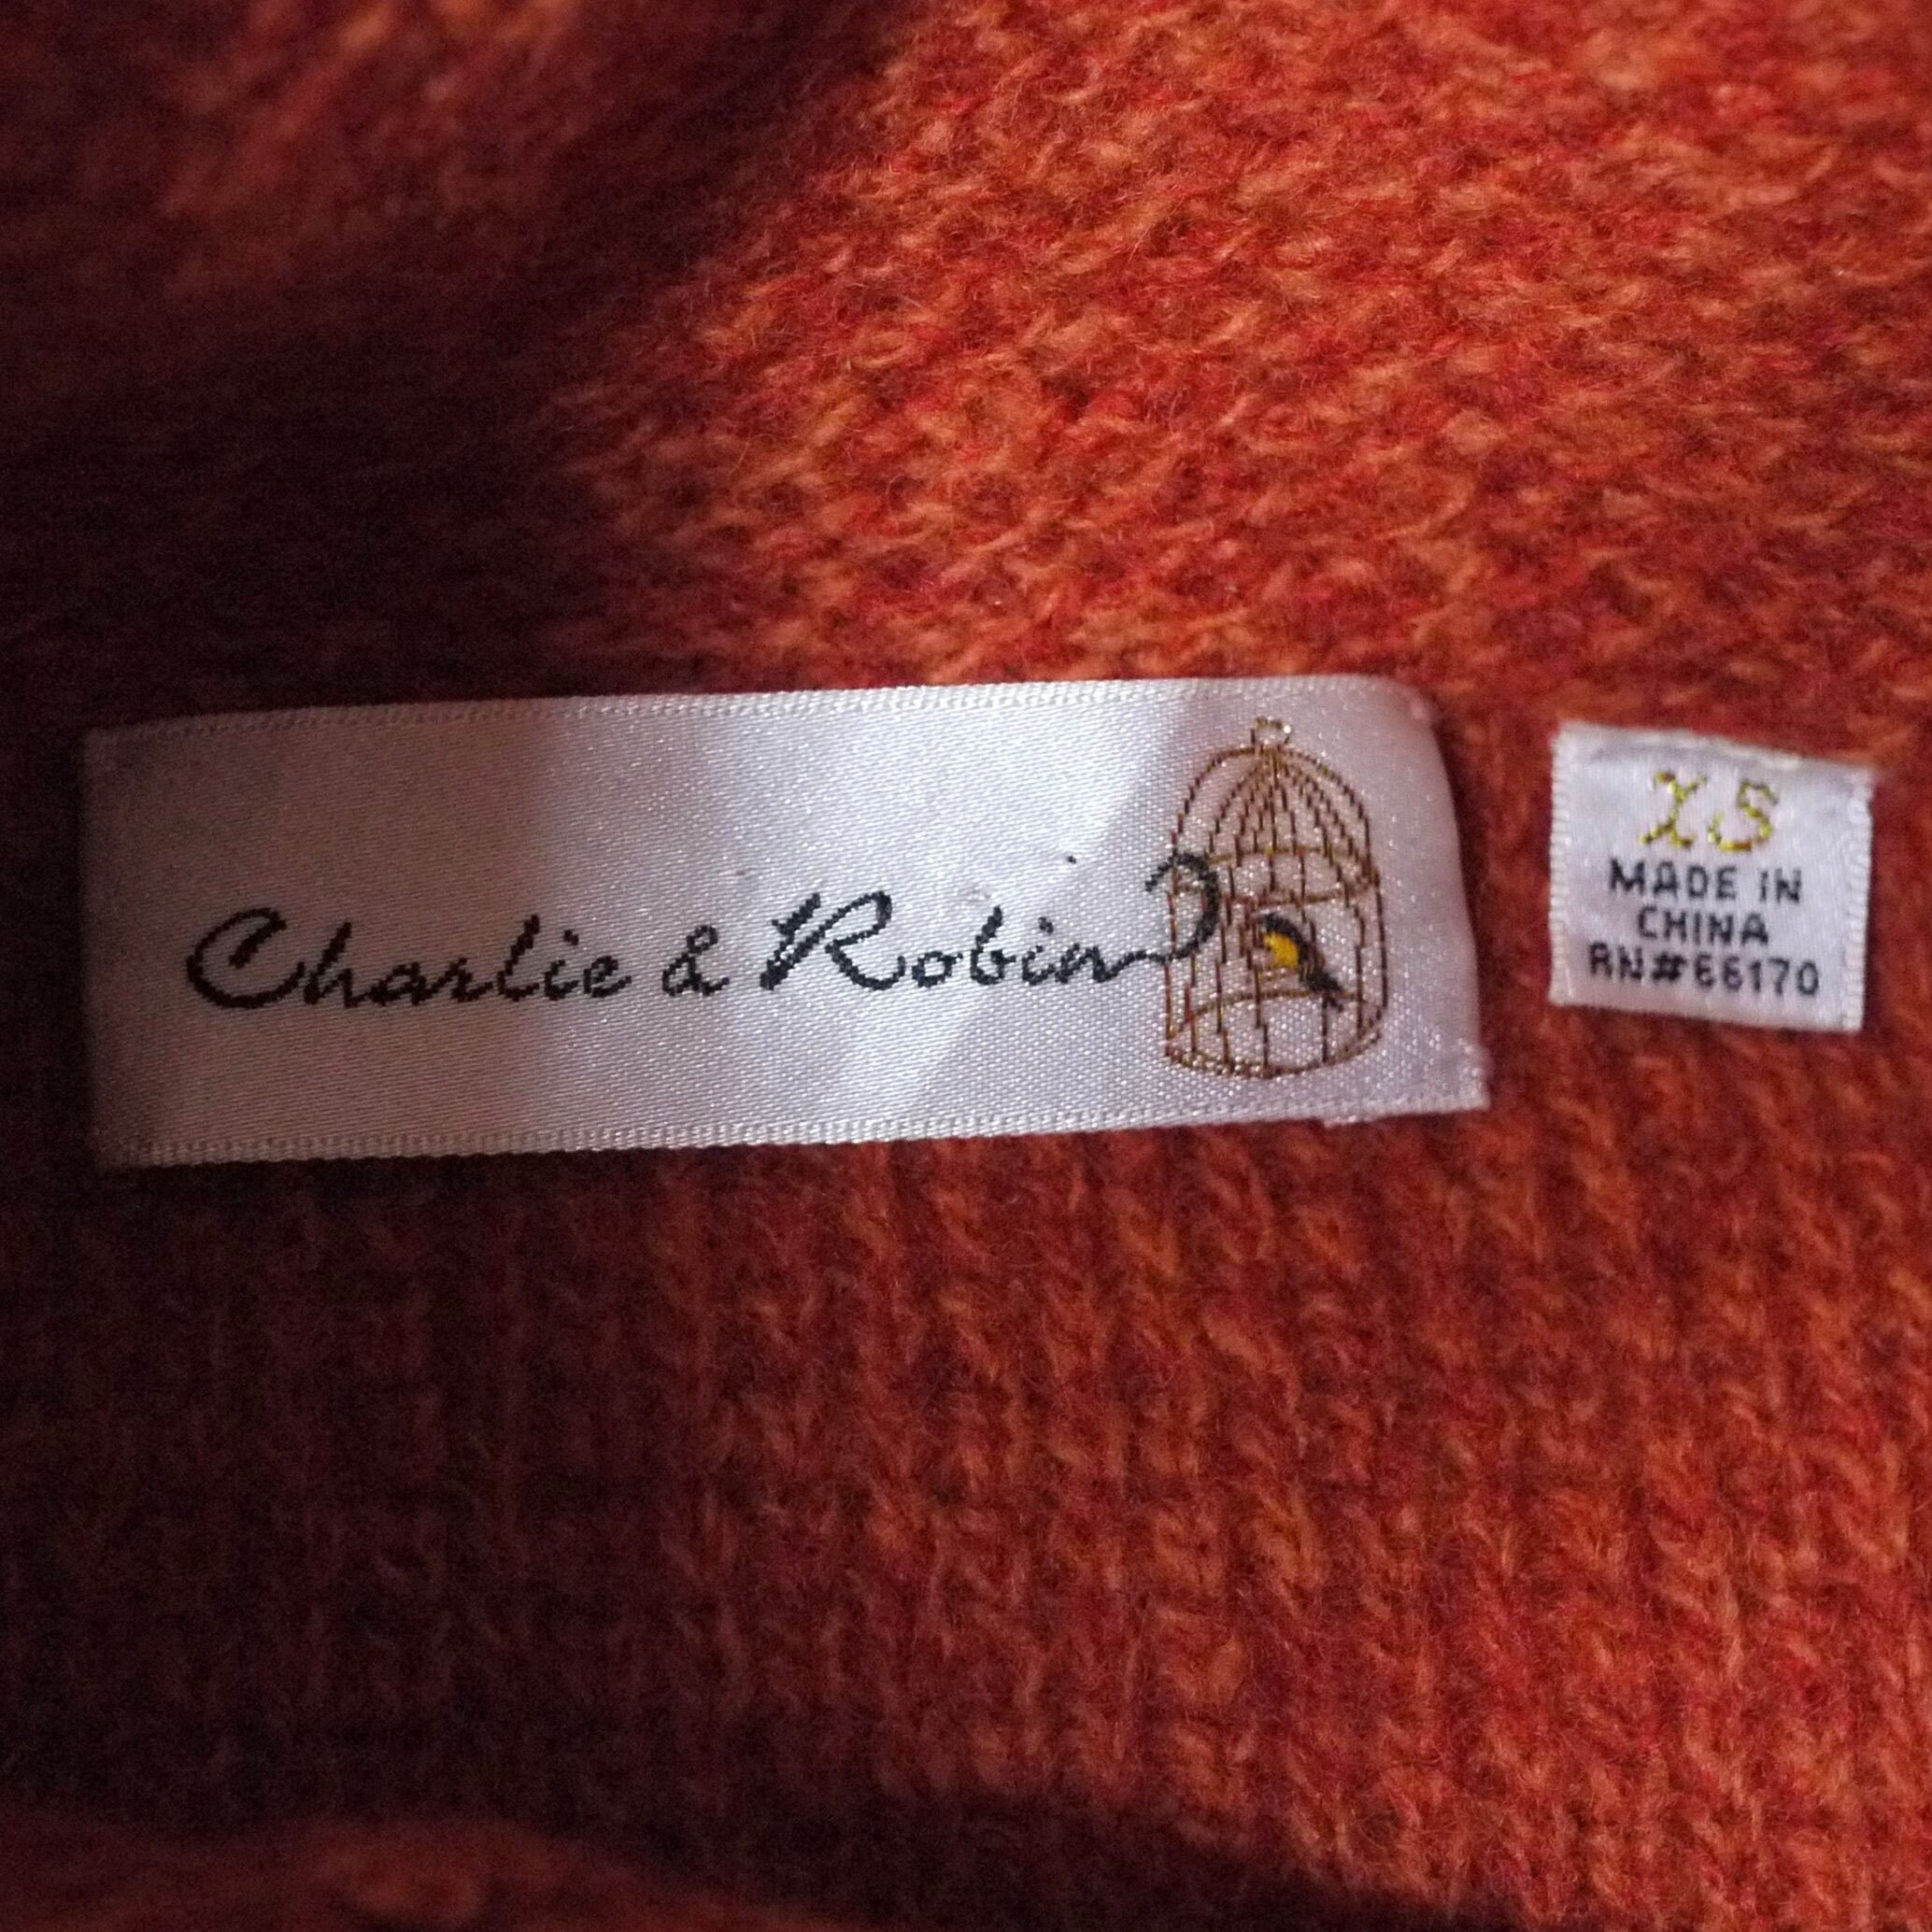 Charlie & Robin
XS
MADE IN
CHINA
RN#66170